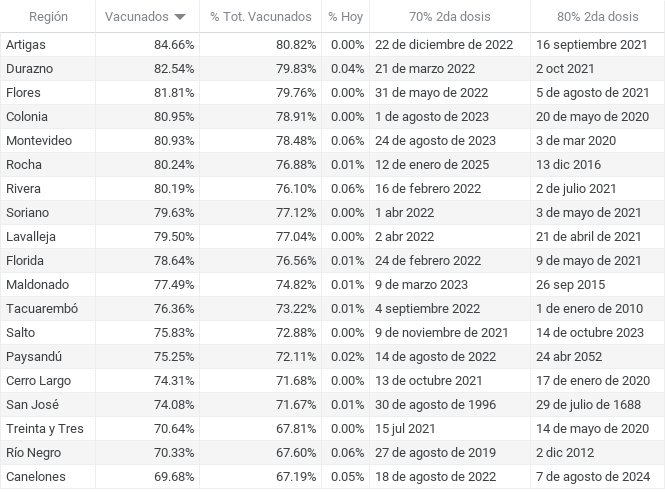 Región Vacunados % Tot. Vacunados % Hoy 70% 2da dosis 80% 2da dosis
Artigas 84.66% 80.82% 0.00% 22 de diciembre de 2022 16 septiembre 2021
Durazno 82.54% 79.83% 0.04% 21 de marzo 2022 2 oct 2021
Flores 81.81% 79.76% 0.00% 31 de mayo de 2022 5 de agosto de 2021
Colonia 80.95% 78.91% 0.00% 1 de agosto de 2023 20 de mayo de 2020
Montevideo 80.93% 78.48% 0.06% 24 de agosto de 2023 3 de mar 2020
Rocha 80.24% 76.88% 0.01% 12 de enero de 2025 13 dic 2016
Rivera 80.19% 76.10% 0.06% 16 de febrero 2022 2 de julio 2021
Soriano 79.63% 77.12% 0.00% 1 abr 2022 3 de mayo de 2021
Lavalleja 79.50% 77.04% 0.00% 2 abr 2022 21 de abril de 2021
Florida 78.64% 76.56% 0.01% 24 de febrero 2022 9 de mayo de 2021
Maldonado 77.49% 74.82% 0.01% 9 de marzo 2023 26 sep 2015
Tacuarembó 76.36% 73.22% 0.01% 4 septiembre 2022 1 de enero de 2010
Salto 75.83% 72.88% 0.00% 9 de noviembre de 2021 14 de octubre 2023
Paysandú 75.25% 72.11% 0.02% 14 de agosto de 2022 24 abr 2052
Cerro Largo 74.31% 71.68% 0.00% 13 de octubre 2021 17 de enero de 2020
San José 74.08% 71.67% 0.01% 30 de agosto de 1996 29 de julio de 1688
Treinta y Tres 70.64% 67.81% 0.00% 15 jul 2021 14 de mayo de 2020
Río Negro 70.33% 67.60% 0.06% 27 de agosto de 2019 2 dic 2012
Canelones 69.68% 67.19% 0.05% 18 de agosto de 2022 7 de agosto de 2024